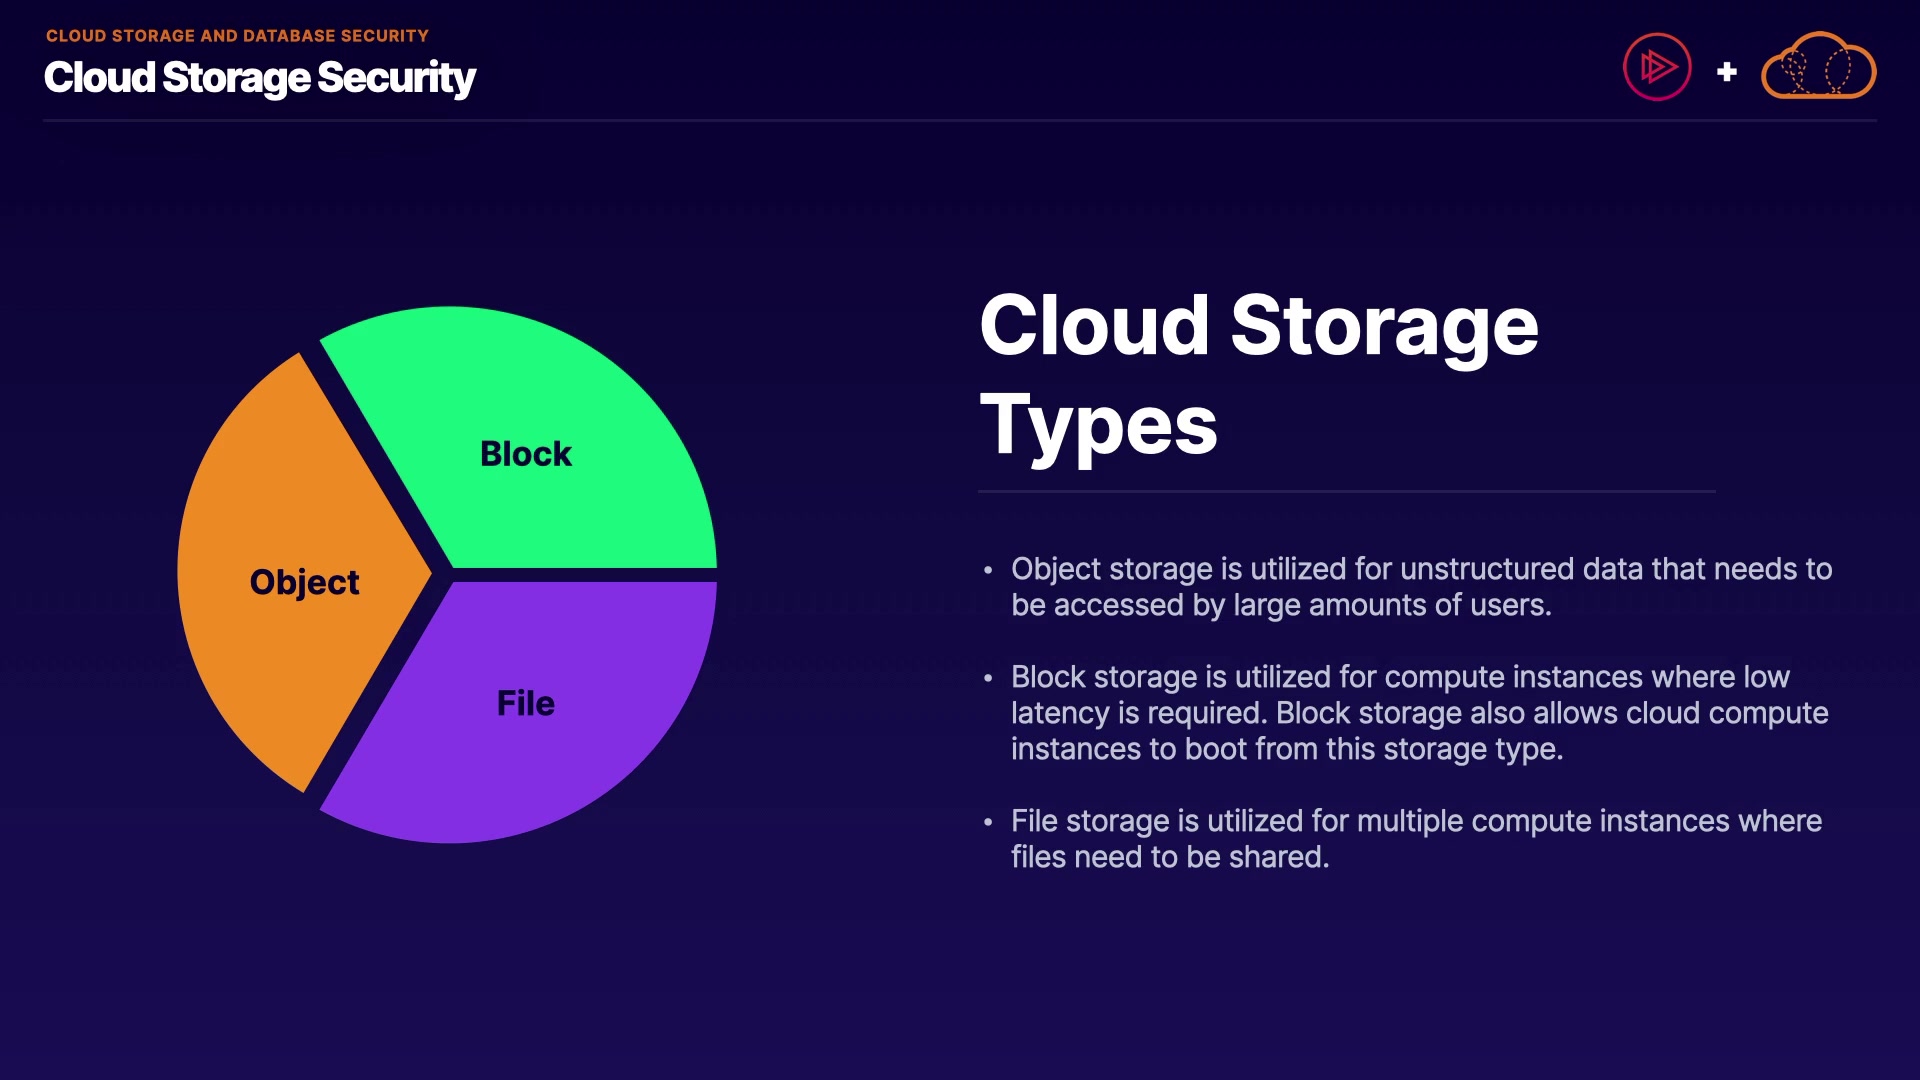 CLOUD STORAGE AND DATABASE SECURITY
Cloud Storage Security
Block
Object
File
Cloud Storage
Types
• Object storage is utilized for unstructured data that needs to
be accessed by large amounts of users.
• Block storage is utilized for compute instances where low
latency is required. Block storage also allows cloud compute
instances to boot from this storage type.
• File storage is utilized for multiple compute instances where
files need to be shared.